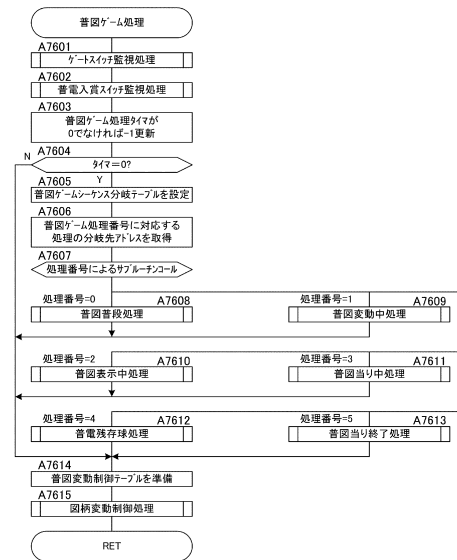 普図ゲーム処理
A7601
ゲートスイッチ監視処理
A7602
普電入賞スイッチ監視処理
A7603
普図ゲーム処理タイマが
0でなければ-1更新
A7604
N
タイマ=0?
Y
A7605
普図ゲームシーケンス分岐テーブルを設定
A7606
普図ゲーム処理番号に対応する
処理の分岐先アドレスを取得
A7607
処理番号によるサブルーチンコール
処理番号=0 A7608
普図普段処理
処理番号=1 A7609
普図変動中処理
処理番号=2 A7610
普図表示中処理
処理番号=3 A7611
普図当り中処理
処理番号=4 A7612
普電残存球処理
処理番号=5 A7613
普図当り終了処理
A7614
普図変動制御テーブルを準備
A7615
図柄変動制御処理
RET